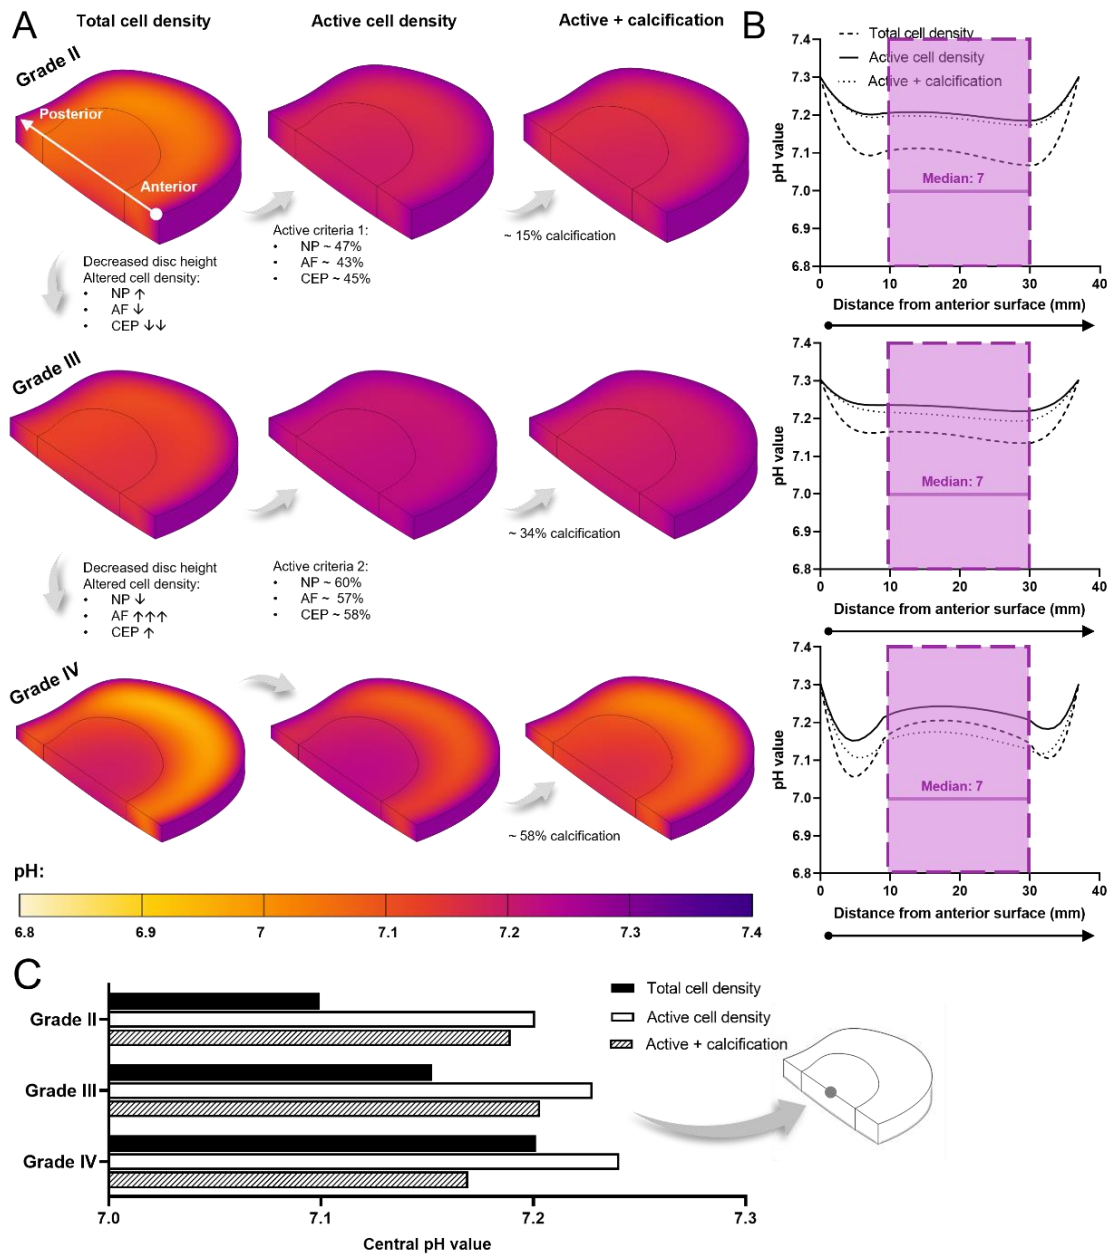 A
Total cell density
Active cell density
Active + calcification
Grade II
Posterior
Anterior
Active criteria 1:
• NP ~ 47%
• AF ~ 43%
• CEP ~ 45%
~ 15% calcification
Decreased disc height
Altered cell density:
• NP ↑
• AF ↓
• CEP ↓↓
Grade III
~ 34% calcification
Decreased disc height
Altered cell density:
• NP ↓
• AF ↑↑↑
• CEP ↑
Active criteria 2:
• NP ~ 60%
• AF ~ 57%
• CEP ~ 58%
Grade IV
~ 58% calcification
pH:
6.8 6.9 7 7.1 7.2 7.3 7.4
B
Total cell density
Active cell density
Active + calcification
7.4
7.3
7.2
7.1
7.0
6.9
6.8
pH value
Median: 7
0 10 20 30 40
Distance from anterior surface (mm)
7.4
7.3
7.2
7.1
7.0
6.9
6.8
pH value
Median: 7
0 10 20 30 40
Distance from anterior surface (mm)
7.4
7.3
7.2
7.1
7.0
6.9
6.8
pH value
Median: 7
0 10 20 30 40
Distance from anterior surface (mm)
C
Total cell density
Active cell density
Active + calcification
Grade II
Grade III
Grade IV
7.0 7.1 7.2 7.3
Central pH value